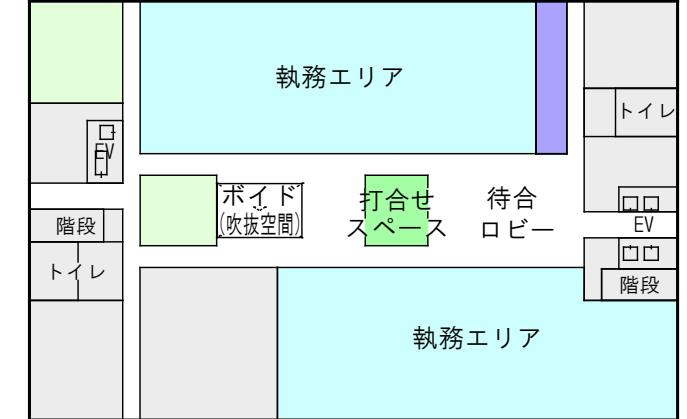 執務エリア
トイレ
EV
ボイド
(吹抜空間)
打合せ
スペース
待合
ロビー
階段
EV
トイレ
階段
執務エリア